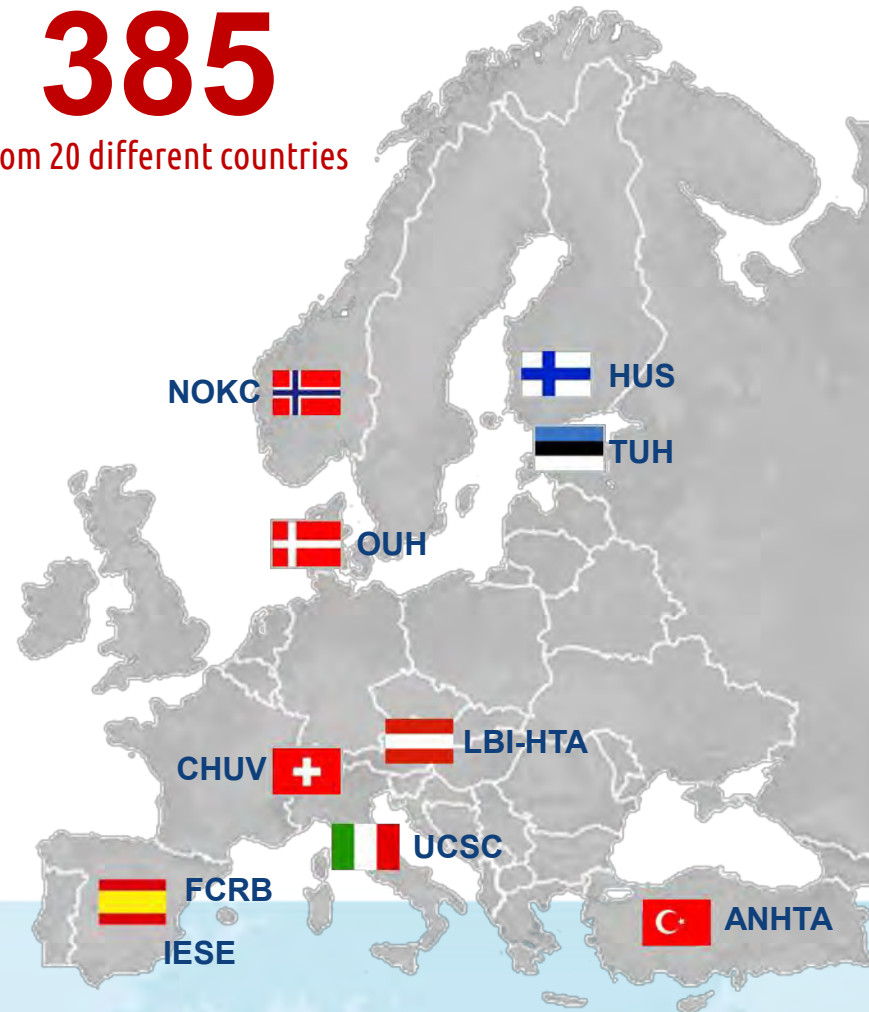 385
om 20 different countries
NOKC
HUS
TUH
OUH
LBI-HTA
CHUV
UCSC
FCRB
ANHTA
IESE